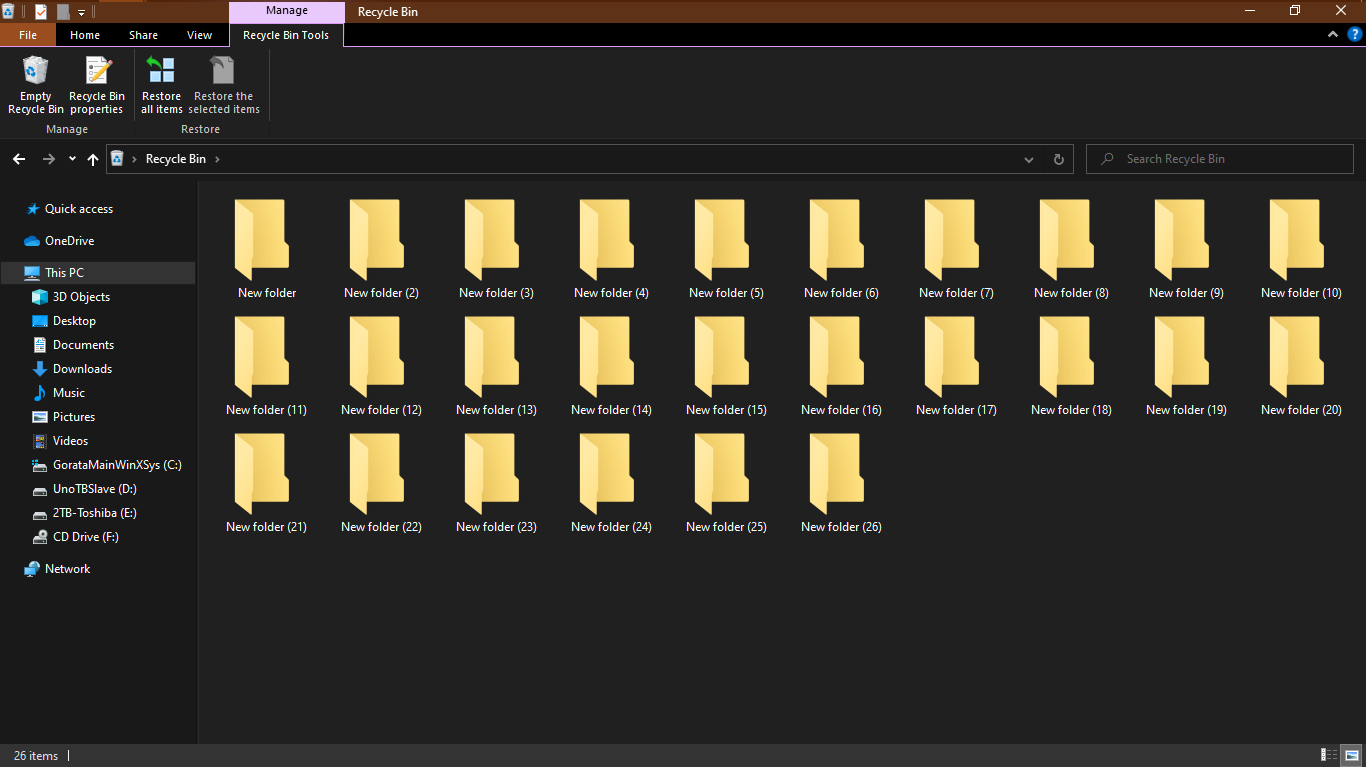 Manage
Recycle Bin
File
Home
Share
View
Recycle Bin Tools
Empty
Recycle Bin
Recycle Bin
properties
Restore
all items
Restore the
selected items
Manage
Restore
Recycle Bin
Search Recycle Bin
Quick access
OneDrive
This PC
3D Objects
Desktop
Documents
Downloads
Music
Pictures
Videos
GorataMainWinXSys (C:)
UnoTBSlave (D:)
2TB-Toshiba (E:)
CD Drive (F:)
Network
New folder
New folder (2)
New folder (3)
New folder (4)
New folder (5)
New folder (6)
New folder (7)
New folder (8)
New folder (9)
New folder (10)
New folder (11)
New folder (12)
New folder (13)
New folder (14)
New folder (15)
New folder (16)
New folder (17)
New folder (18)
New folder (19)
New folder (20)
New folder (21)
New folder (22)
New folder (23)
New folder (24)
New folder (25)
New folder (26)
26 items